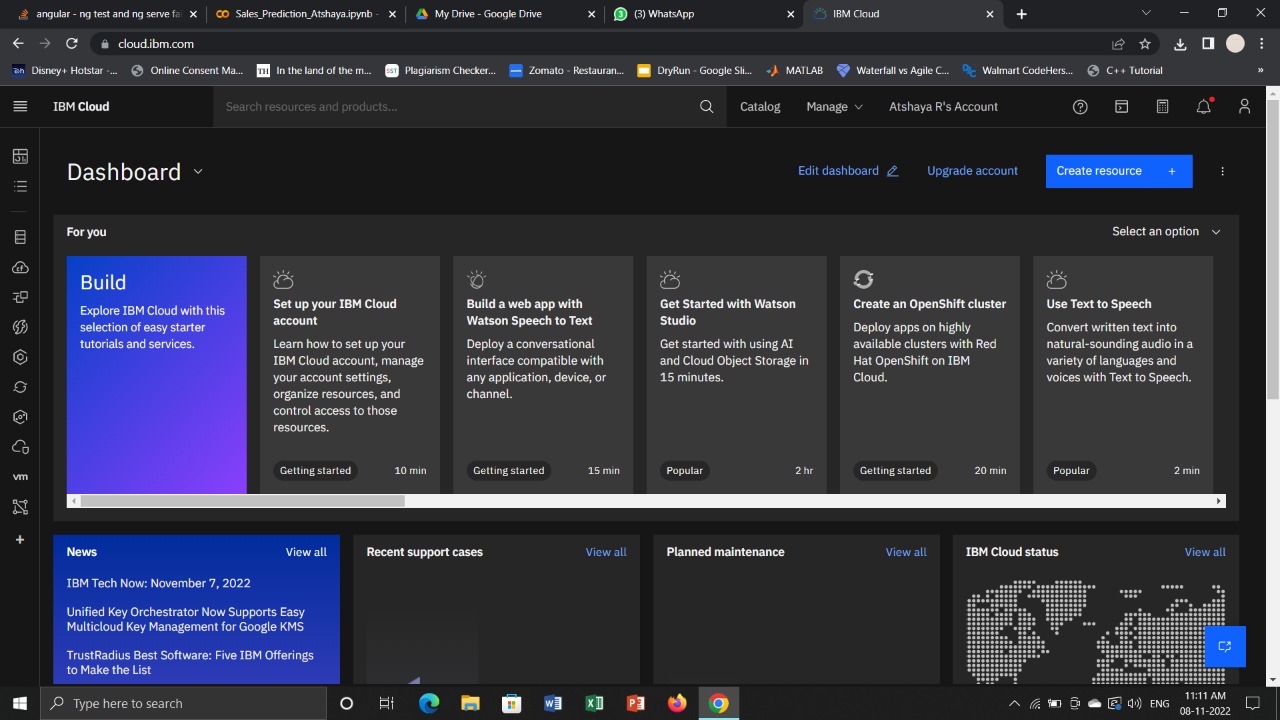 angular - ng test and ng serve fai
Sales_Prediction_Atshaya.ipynb -
My Drive - Google Drive
(3) WhatsApp
IBM Cloud
cloud.ibm.com
Disney+ Hotstar -...
Online Consent Ma...
TH
In the land of the m...
SST
Plagiarism Checker...
Zomato - Restauran...
DryRun - Google Sli...
MATLAB
Waterfall vs Agile C...
Walmart CodeHers...
C++ Tutorial
»
IBM Cloud
Search resources and products...
Catalog
Manage
Atshaya R's Account
Dashboard
Edit dashboard
Upgrade account
Create resource +
For you
Select an option
Build
Explore IBM Cloud with this
selection of easy starter
tutorials and services.
Set up your IBM Cloud
account
Learn how to set up your
IBM Cloud account, manage
your account settings,
organize resources, and
control access to those
resources.
Getting started
10 min
Build a web app with
Watson Speech to Text
Deploy a conversational
interface compatible with
any application, device, or
channel.
Getting started
15 min
Get Started with Watson
Studio
Get started with using AI
and Cloud Object Storage in
15 minutes.
Popular
2 hr
Create an OpenShift cluster
Deploy apps on highly
available clusters with Red
Hat OpenShift on IBM
Cloud.
Getting started
20 min
Use Text to Speech
Convert written text into
natural-sounding audio in a
variety of languages and
voices with Text to Speech.
Popular
2 min
vm
News
View all
IBM Tech Now: November 7, 2022
Unified Key Orchestrator Now Supports Easy
Multicloud Key Management for Google KMS
TrustRadius Best Software: Five IBM Offerings
to Make the List
Recent support cases
View all
Planned maintenance
View all
IBM Cloud status
View all
Type here to search
ENG
11:11 AM
08-11-2022